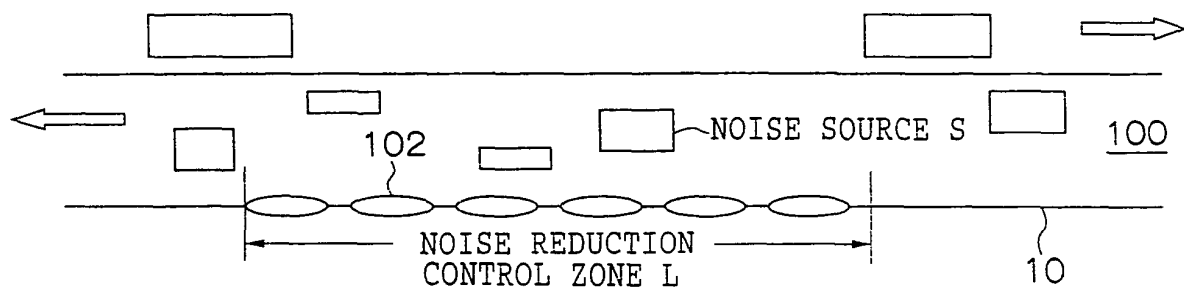 NOISE SOURCE S
100
102
NOISE REDUCTION
CONTROL ZONE L
10